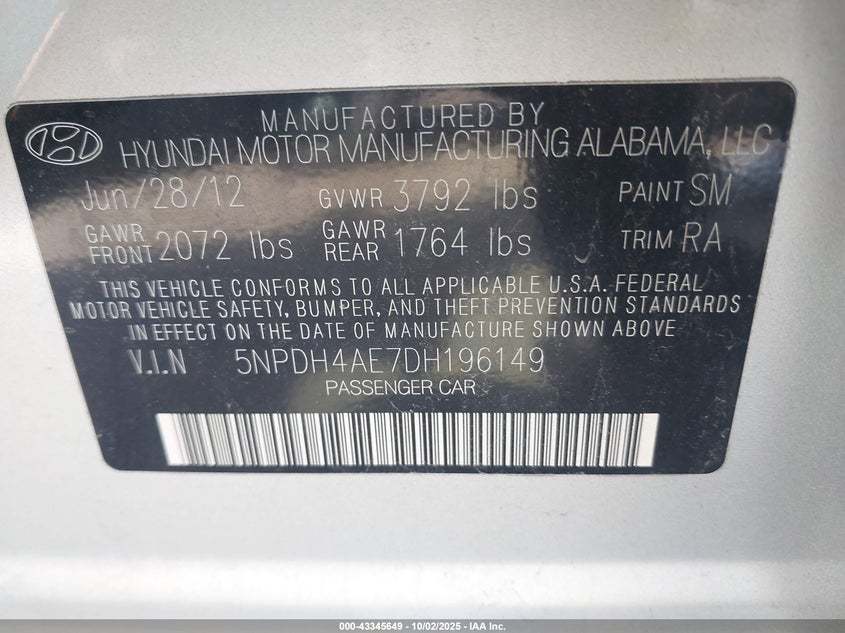 MANUFACTURED BY
HYUNDAI MOTOR MANUFACTURING ALABAMA, LLC
Jun/28/12 GVWR 3792 lbs PAINT SM
GAWR FRONT 2072 lbs GAWR REAR 1764 lbs TRIM RA
THIS VEHICLE CONFORMS TO ALL APPLICABLE U.S.A. FEDERAL
MOTOR VEHICLE SAFETY, BUMPER, AND THEFT PREVENTION STANDARDS
IN EFFECT ON THE DATE OF MANUFACTURE SHOWN ABOVE
V.I.N 5NPDH4AE7DH196149
PASSENGER CAR
000-43345649 - 10/02/2025 - IAA Inc.